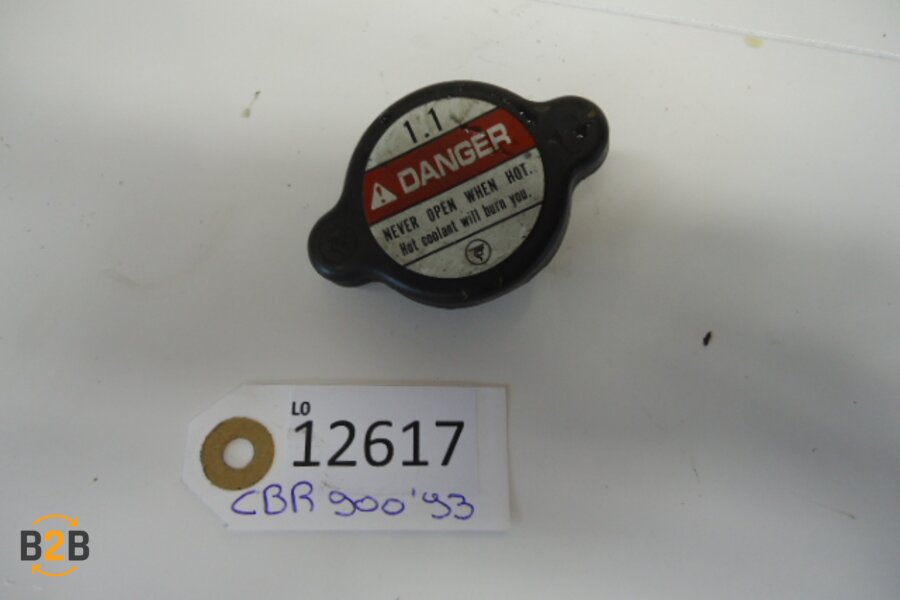 1.1
DANGER
NEVER OPEN WHEN HOT.
Hot coolant will burn you.
LO
12617
CBR 900 '93
B2B